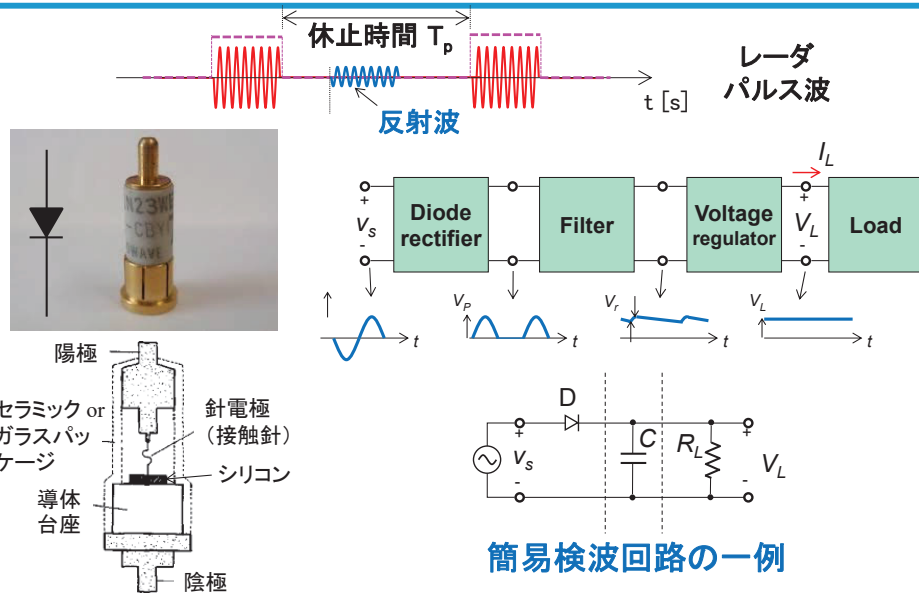 休止時間 Tp
レーダ
パルス波
t [s]
反射波
N23W
-CBY
WAVE
Diode
rectifier
Filter
Voltage
regulator
Load
IL
+
vs
-
+
VL
-
VP
Vr
VL
t
t
t
t
陽極
セラミック or
ガラスパッ
ケージ
針電極
（接触針）
シリコン
導体
台座
陰極
D
+
vs
-
C
RL
+
VL
-
簡易検波回路の一例